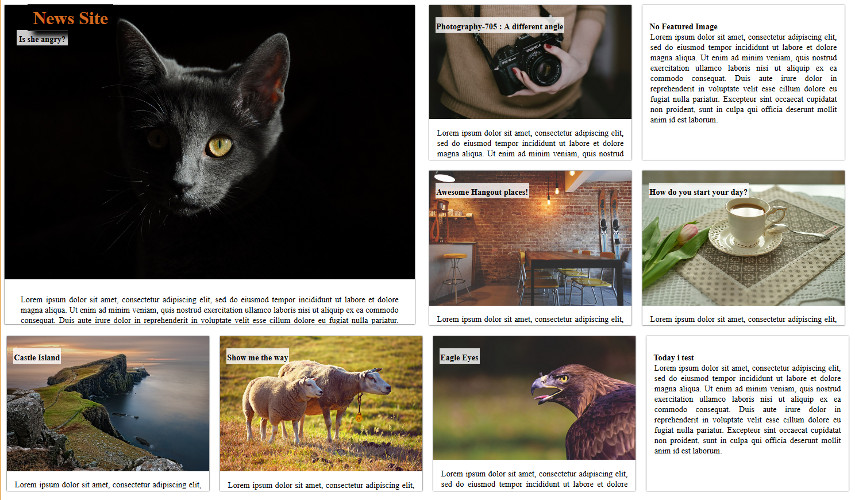 News Site
Is she angry?
Lorem ipsum dolor sit amet, consectetur adipiscing elit, sed do eiusmod tempor incididunt ut labore et dolore
magna aliqua. Ut enim ad minim veniam, quis nostrud exercitation ullamco laboris nisi ut aliquip ex ea commodo
consequat. Duis aute irure dolor in reprehenderit in voluptate velit esse cillum dolore eu fugiat nulla pariatur.
Photography-705 : A different angle
Lorem ipsum dolor sit amet, consectetur adipiscing elit,
sed do eiusmod tempor incididunt ut labore et dolore
magna aliqua. Ut enim ad minim veniam, quis nostrud
No Featured Image
Lorem ipsum dolor sit amet, consectetur adipiscing elit,
sed do eiusmod tempor incididunt ut labore et dolore
magna aliqua. Ut enim ad minim veniam, quis nostrud
exercitation ullamco laboris nisi ut aliquip ex ea
commodo consequat. Duis aute irure dolor in
reprehenderit in voluptate velit esse cillum dolore eu
fugiat nulla pariatur. Excepteur sint occaecat cupidatat
non proident, sunt in culpa qui officia deserunt mollit
anim id est laborum.
Awesome Hangout places!
Lorem ipsum dolor sit amet, consectetur adipiscing elit,
How do you start your day?
Lorem ipsum dolor sit amet, consectetur adipiscing elit,
Castle Island
Lorem ipsum dolor sit amet, consectetur adipiscing elit,
Show me the way
Lorem ipsum dolor sit amet, consectetur adipiscing elit,
Eagle Eyes
Lorem ipsum dolor sit amet, consectetur adipiscing elit,
sed do eiusmod tempor incididunt ut labore et dolore
Today i test
Lorem ipsum dolor sit amet, consectetur adipiscing elit,
sed do eiusmod tempor incididunt ut labore et dolore
magna aliqua. Ut enim ad minim veniam, quis nostrud
exercitation ullamco laboris nisi ut aliquip ex ea
commodo consequat. Duis aute irure dolor in
reprehenderit in voluptate velit esse cillum dolore eu
fugiat nulla pariatur. Excepteur sint occaecat cupidatat
non proident, sunt in culpa qui officia deserunt mollit
anim id est laborum.